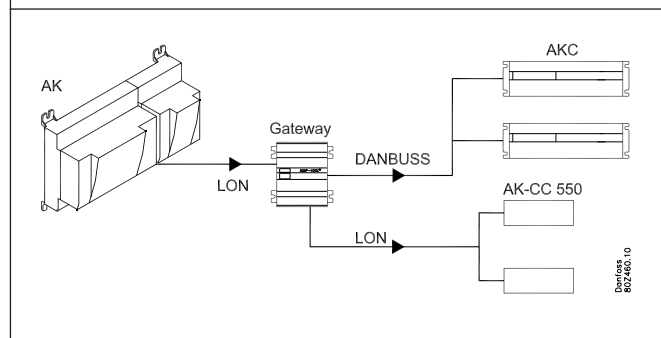 AK
AKC
Gateway
DANBUSS
LON
AK-CC 550
LON
Danfoss
80Z460.10